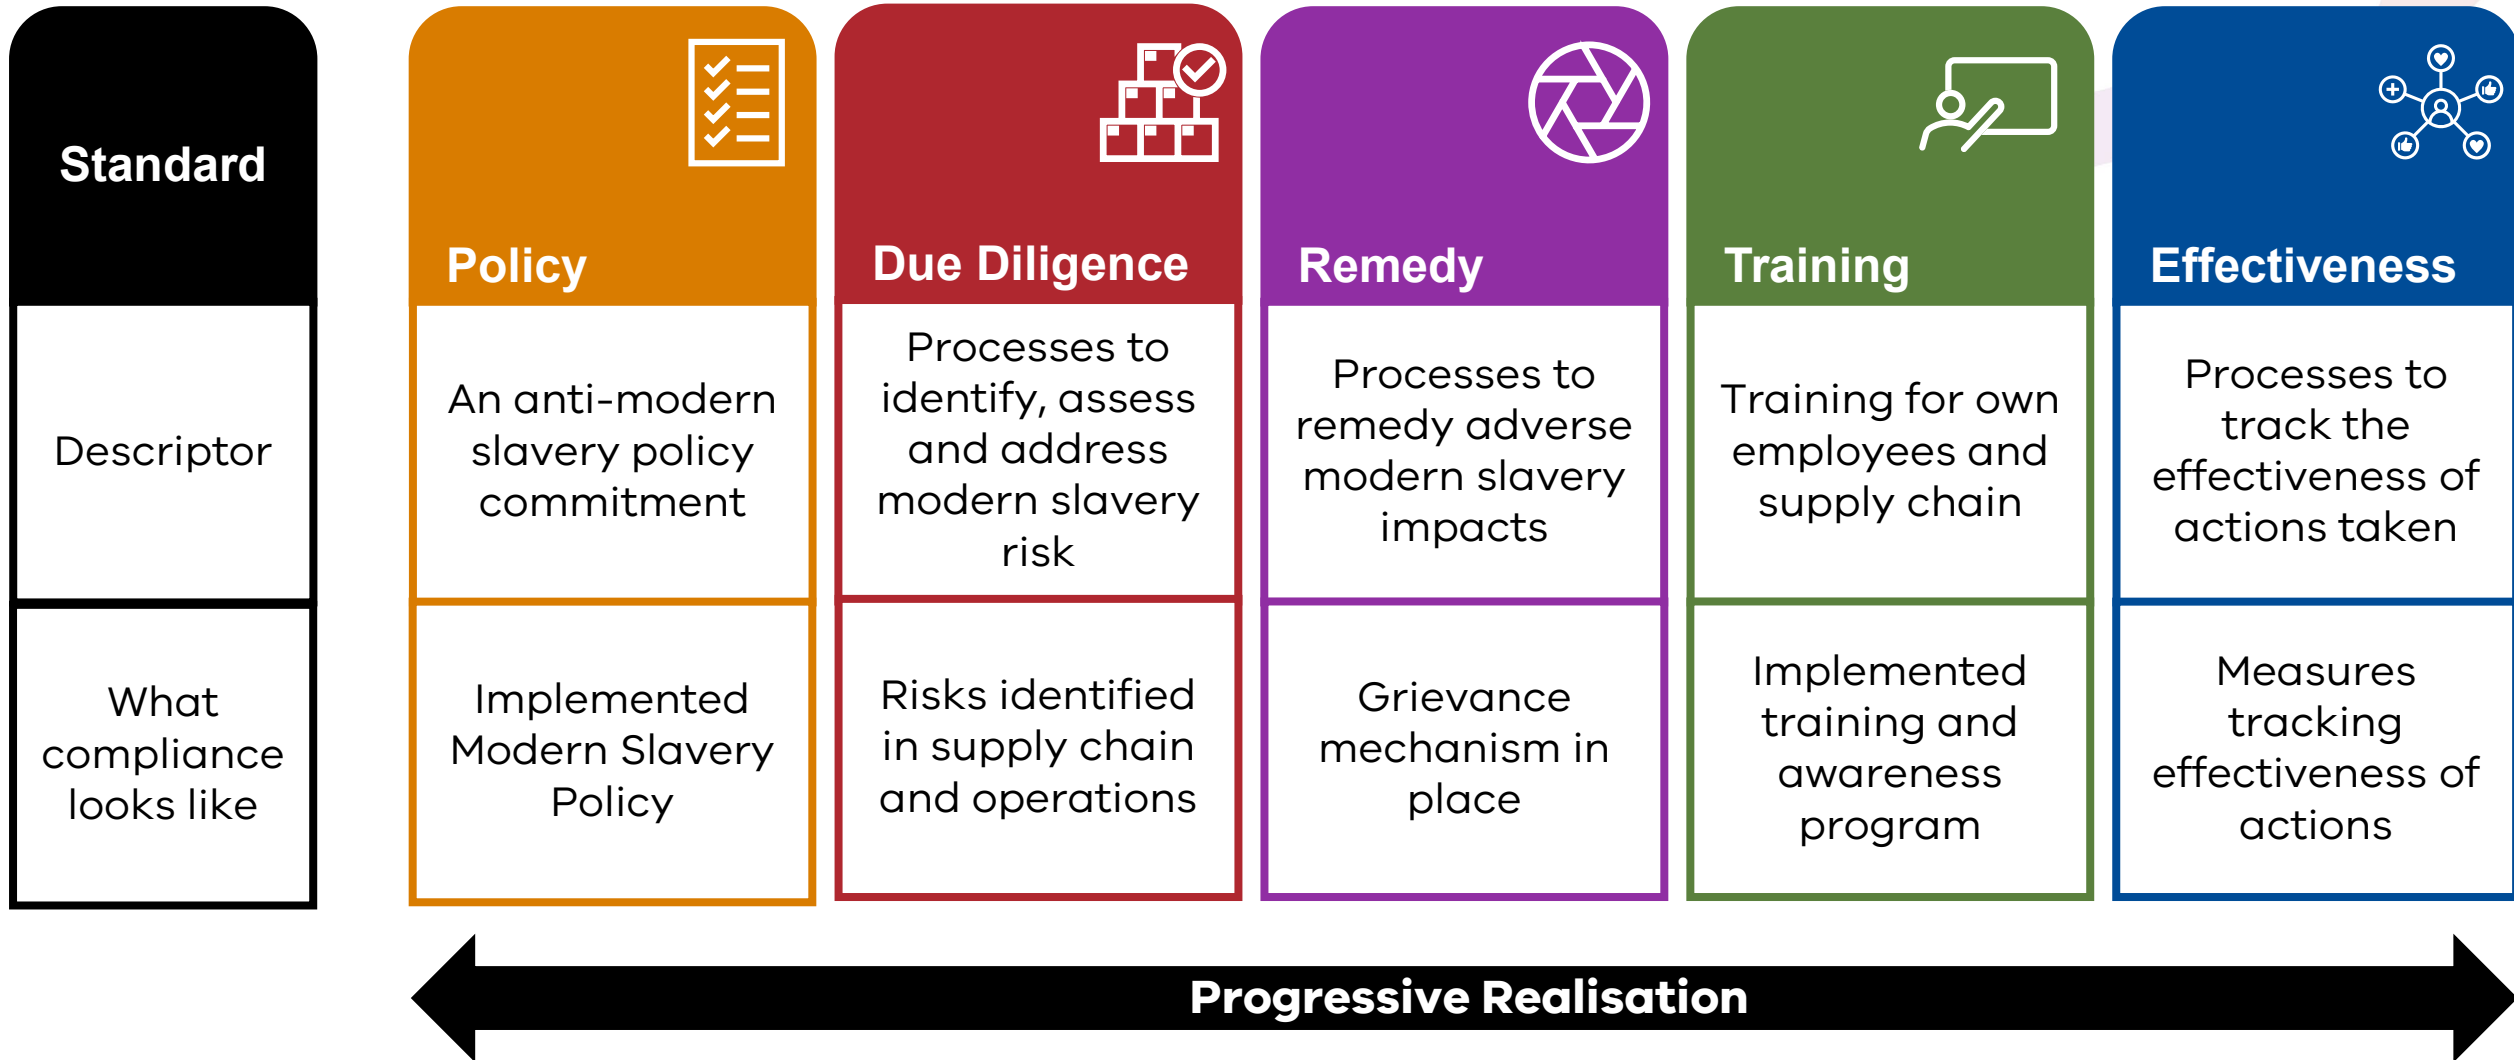 Standard
Policy
Due Diligence
Remedy
Training
Effectiveness
Descriptor
An anti-modern
slavery policy
commitment
Processes to
identify, assess
and address
modern slavery
risk
Processes to
remedy adverse
modern slavery
impacts
Training for own
employees and
supply chain
Processes to
track the
effectiveness of
actions taken
What
compliance
looks like
Implemented
Modern Slavery
Policy
Risks identified
in supply chain
and operations
Grievance
mechanism in
place
Implemented
training and
awareness
program
Measures
tracking
effectiveness of
actions
Progressive Realisation